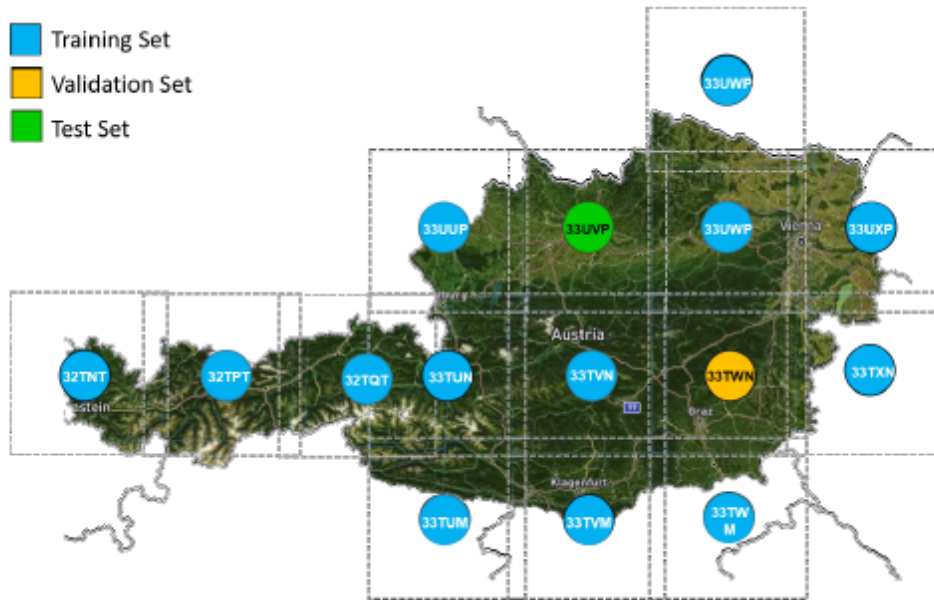 Training Set
Validation Set
Test Set
33UWP
33UUP
33UVP
33UWP
Vienna
33UXP
Austria
32TNT
32TPT
32TQT
33TUN
33TVN
33TWN
33TXN
Graz
Klagenfurt
33TUM
33TVM
33TW
M